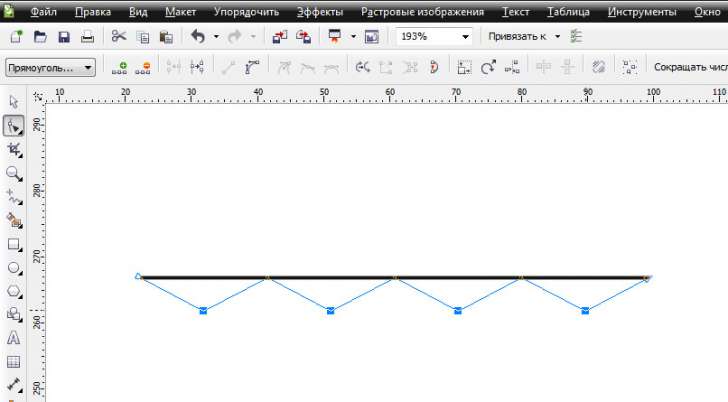 Файл Правка Вид Макет Упорядочить Эффекты Растровые изображения Текст Таблица Инструменты Окно
193% Привязать к
Прямоуголь... Сокращать числ
10 20 30 40 50 60 70 80 90 100 110
290
280
270
260
250